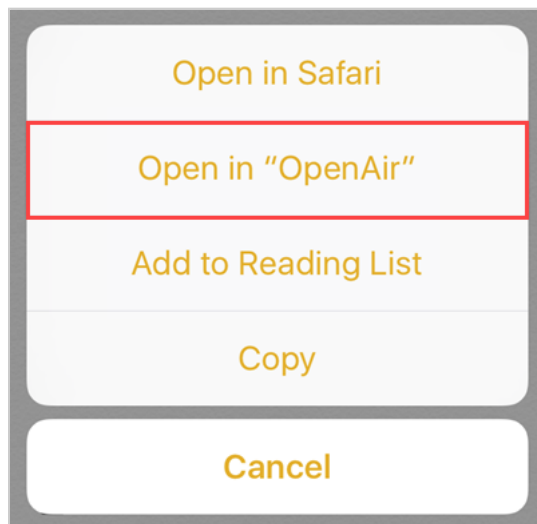 Open in Safari
Open in “OpenAir”
Add to Reading List
Copy
Cancel